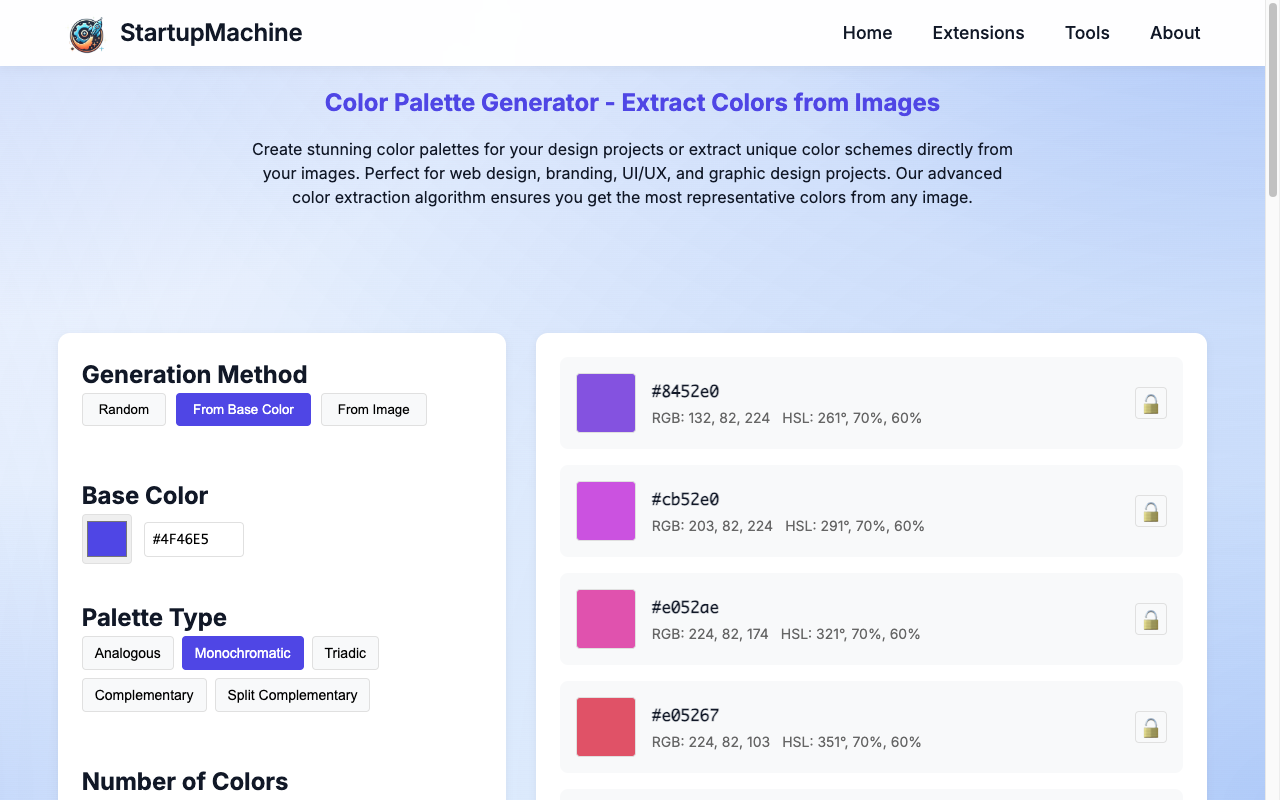 StartupMachine
Home Extensions Tools About
Color Palette Generator - Extract Colors from Images
Create stunning color palettes for your design projects or extract unique color schemes directly from
your images. Perfect for web design, branding, UI/UX, and graphic design projects. Our advanced
color extraction algorithm ensures you get the most representative colors from any image.
Generation Method
Random From Base Color From Image
Base Color
#4F46E5
Palette Type
Analogous Monochromatic Triadic
Complementary Split Complementary
Number of Colors
#8452e0
RGB: 132, 82, 224 HSL: 261°, 70%, 60%
#cb52e0
RGB: 203, 82, 224 HSL: 291°, 70%, 60%
#e052ae
RGB: 224, 82, 174 HSL: 321°, 70%, 60%
#e05267
RGB: 224, 82, 103 HSL: 351°, 70%, 60%